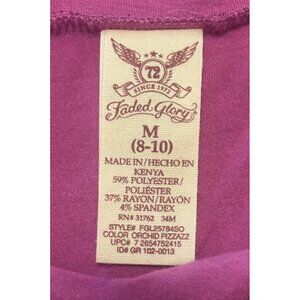 72
SINCE 1972
Faded Glory
M
(8-10)
MADE IN/HECHO EN
KENYA
59% POLYESTER/
POLIÉSTER
37% RAYON/RAYÓN
4% SPANDEX
RN# 31762 34M
STYLE# FGL25784SO
COLOR ORCHID PIZZAZZ
UPC# 7 2654752415
ID# GR 102-0013